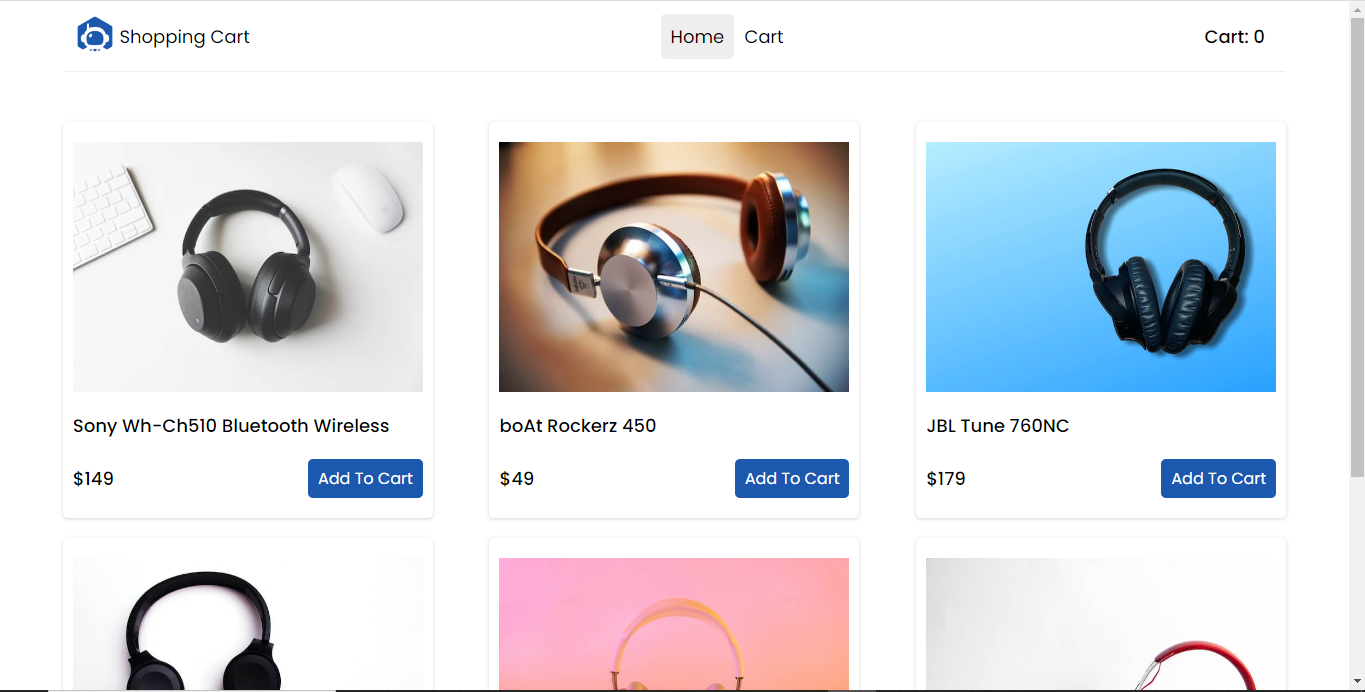 Shopping Cart
Home
Cart
Cart: 0
Sony Wh-Ch510 Bluetooth Wireless
$149
Add To Cart
boAt Rockerz 450
$49
Add To Cart
JBL Tune 760NC
$179
Add To Cart